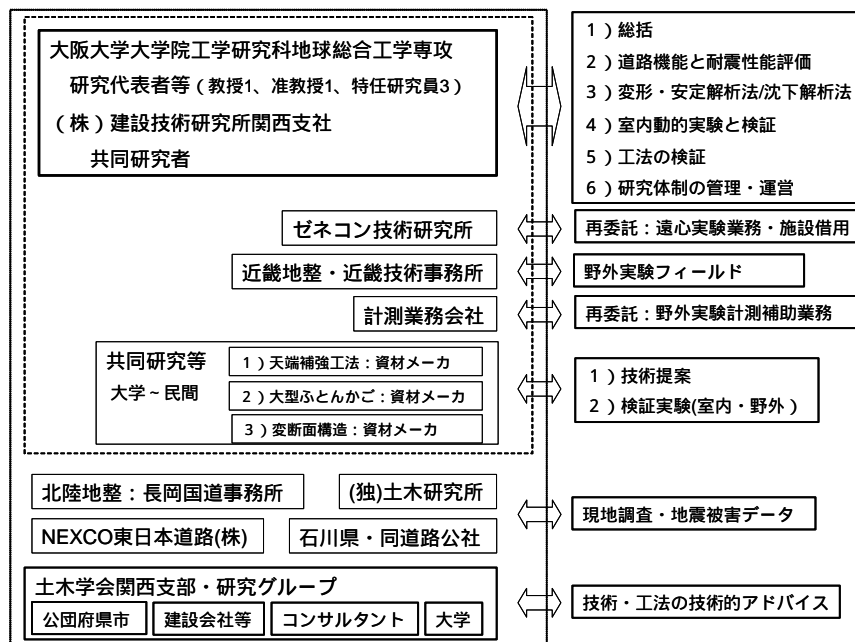 大阪大学大学院工学研究科地球総合工学専攻
研究代表者等（教授1、准教授1、特任研究員3）
（株）建設技術研究所関西支社
共同研究者
1）総括
2）道路機能と耐震性能評価
3）変形・安定解析法/沈下解析法
4）室内動的実験と検証
5）工法の検証
6）研究体制の管理・運営
ゼネコン技術研究所
再委託：遠心実験業務・施設借用
近畿地整・近畿技術事務所
野外実験フィールド
計測業務会社
再委託：野外実験計測補助業務
共同研究等
大学～民間
1）天端補強工法：資材メーカ
2）大型ふとんかご：資材メーカ
3）変断面構造：資材メーカ
1）技術提案
2）検証実験(室内・野外）
北陸地整：長岡国道事務所
(独)土木研究所
NEXCO東日本道路(株)
石川県・同道路公社
現地調査・地震被害データ
土木学会関西支部・研究グループ
公団府県市
建設会社等
コンサルタント
大学
技術・工法の技術的アドバイス